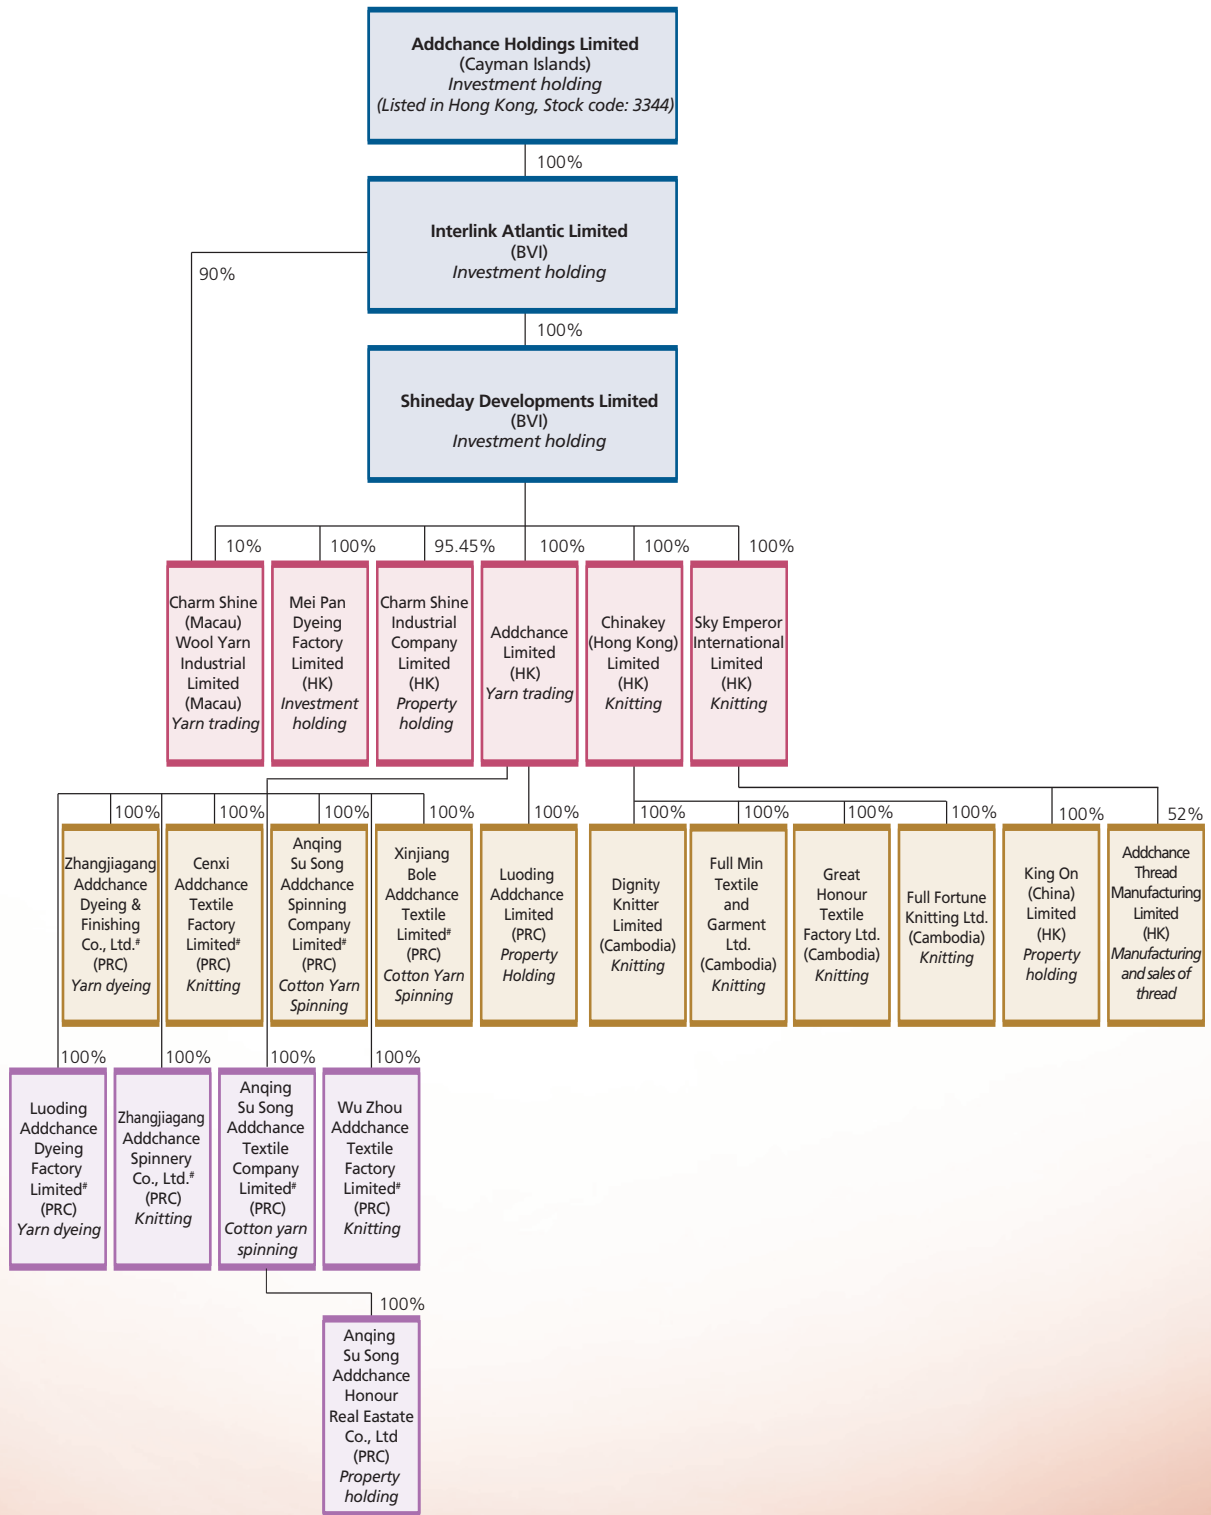 Addchance Holdings Limited
(Cayman Islands)
Investment holding
(Listed in Hong Kong, Stock code: 3344)
100%
Interlink Atlantic Limited
(BVI)
Investment holding
90%
100%
Shineday Developments Limited
(BVI)
Investment holding
10%
100%
95.45%
100%
100%
100%
Charm Shine
(Macau)
Wool Yarn
Industrial
Limited
(Macau)
Yarn trading
Mei Pan
Dyeing
Factory
Limited
(HK)
Investment
holding
Charm Shine
Industrial
Company
Limited
(HK)
Property
holding
Addchance
Limited
(HK)
Yarn trading
Chinakey
(Hong Kong)
Limited
(HK)
Knitting
Sky Emperor
International
Limited
(HK)
Knitting
100%
100%
100%
100%
100%
100%
100%
100%
100%
100%
52%
Zhangjiagang
Addchance
Dyeing &
Finishing
Co., Ltd.#
(PRC)
Yarn dyeing
Cenxi
Addchance
Textile
Factory
Limited#
(PRC)
Knitting
Anqing
Su Song
Addchance
Spinning
Company
Limited#
(PRC)
Cotton Yarn
Spinning
Xinjiang
Bole
Addchance
Textile
Limited#
(PRC)
Cotton Yarn
Spinning
Luoding
Addchance
Limited
(PRC)
Property
Holding
Dignity
Knitter
Limited
(Cambodia)
Knitting
Full Min
Textile
and
Garment
Ltd.
(Cambodia)
Knitting
Great
Honour
Textile
Factory Ltd.
(Cambodia)
Knitting
Full Fortune
Knitting Ltd.
(Cambodia)
Knitting
King On
(China)
Limited
(HK)
Property
holding
Addchance
Thread
Manufacturing
Limited
(HK)
Manufacturing
and sales of
thread
100%
100%
100%
100%
Luoding
Addchance
Dyeing
Factory
Limited#
(PRC)
Yarn dyeing
Zhangjiagang
Addchance
Spinnery
Co., Ltd.#
(PRC)
Knitting
Anqing
Su Song
Addchance
Textile
Company
Limited#
(PRC)
Cotton yarn
spinning
Wu Zhou
Addchance
Textile
Factory
Limited#
(PRC)
Knitting
100%
Anqing
Su Song
Addchance
Honour
Real Eastate
Co., Ltd
(PRC)
Property
holding